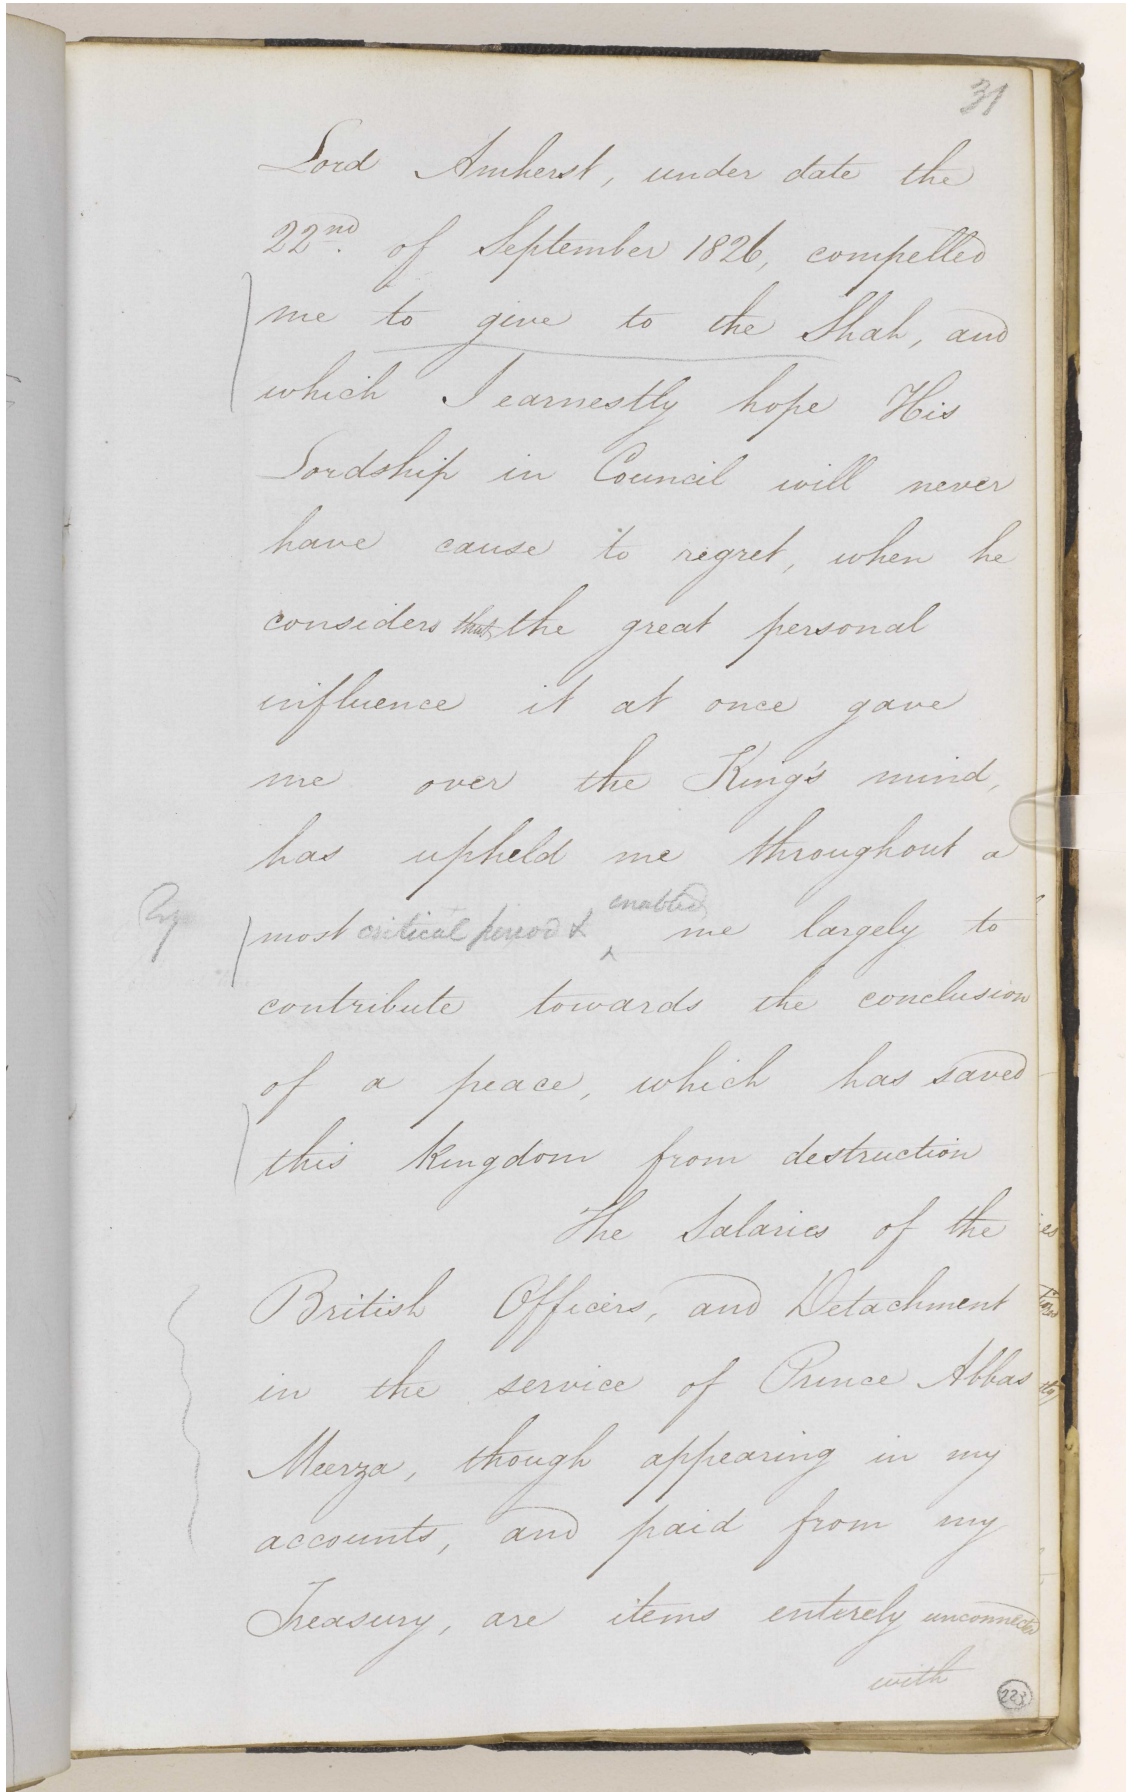 31
Lord Amherst, under date the
22nd. of September 1826, compelled
me to give to the Shah, and
which I earnestly hope His
Lordship in Council will never
have cause to regret, when he
considers that the great personal
influence it at once gave
me over the King's mind,
has upheld me throughout a
enabled
most critical period & me largely to
contribute towards the conclusion
of a peace, which has saved
this Kingdom from destruction
The Salaries of the
British Officers, and Detachment
in the service of Prince Abbas
Meerza, though appearing in my
accounts, and paid from my
Treasury, are items enterely unconnected
with
223